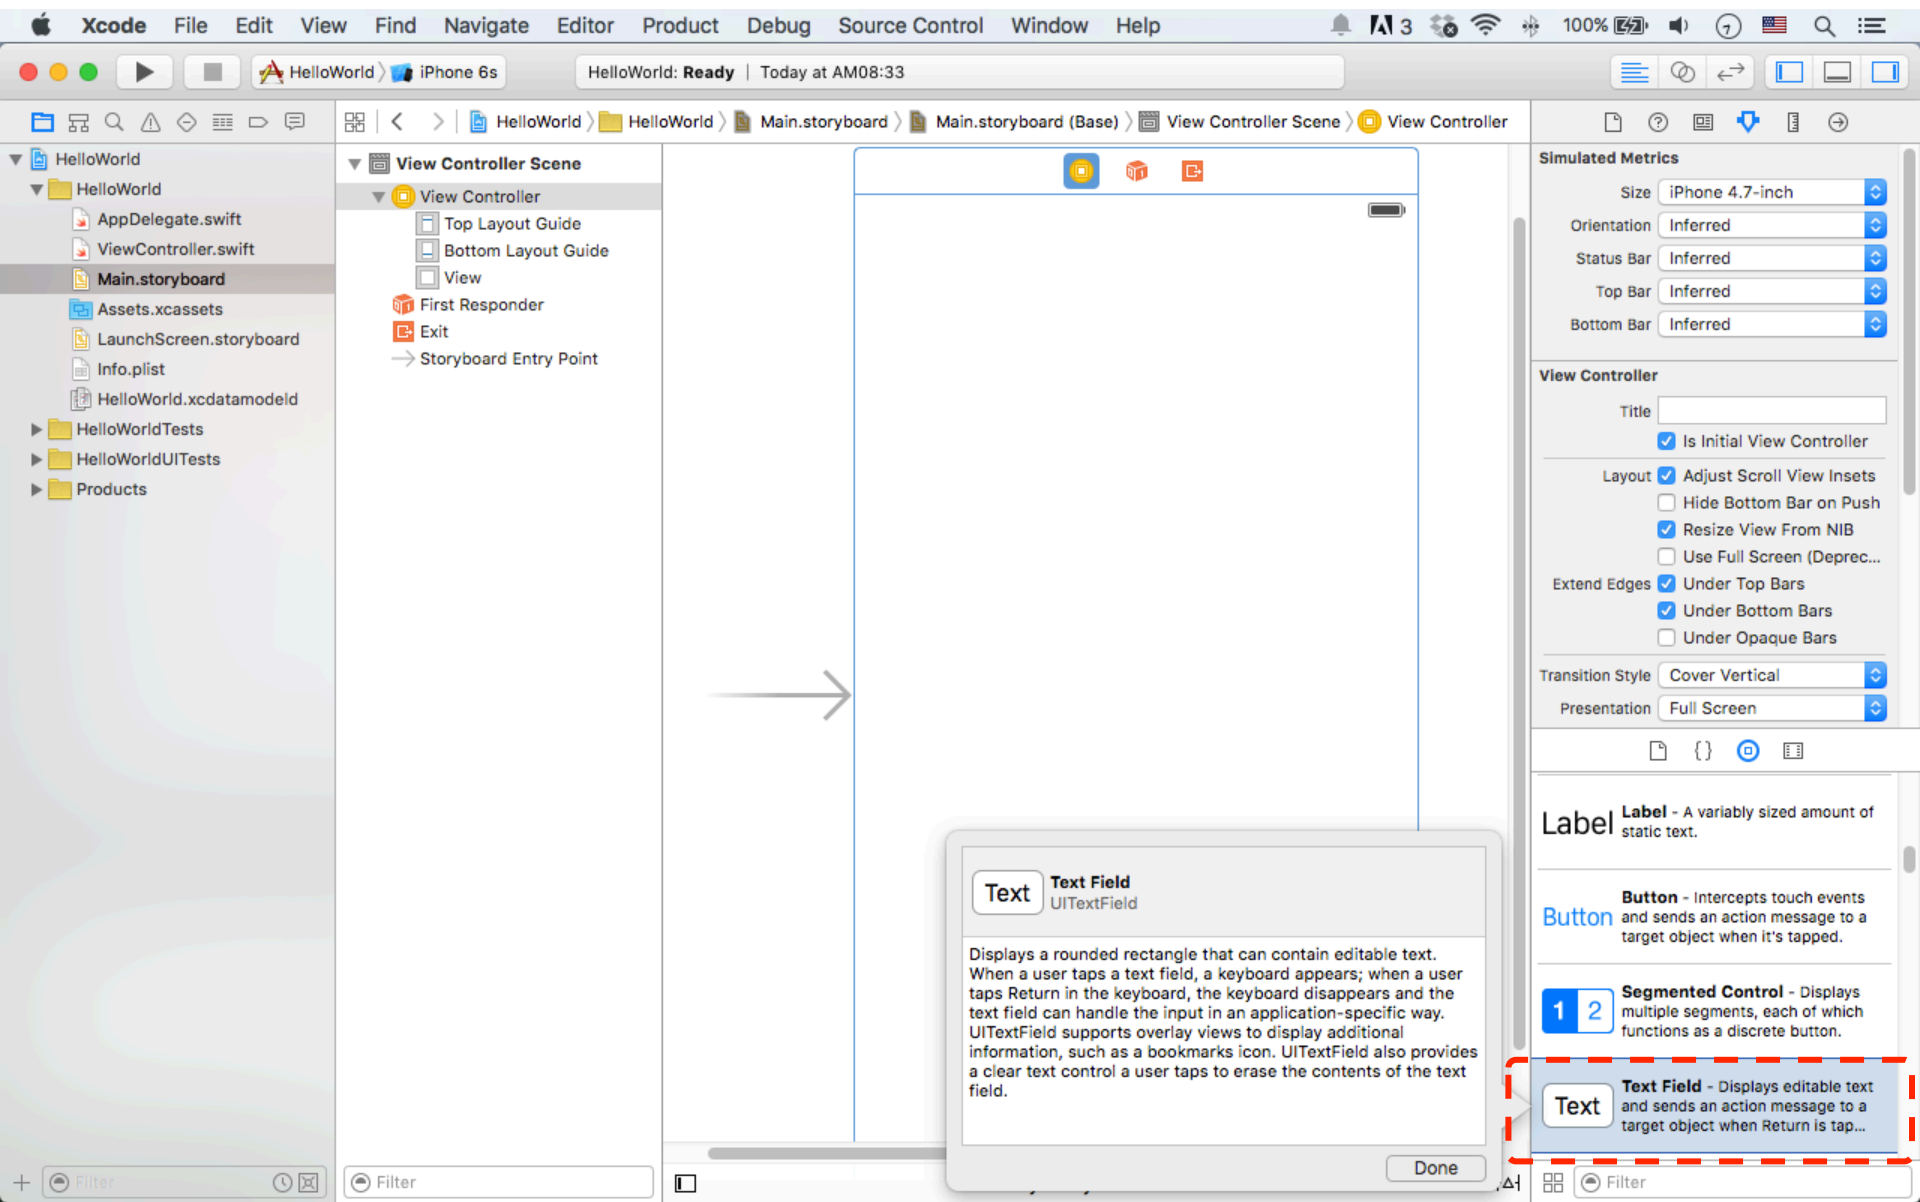 Xcode File Edit View Find Navigate Editor Product Debug Source Control Window Help 3 100%
HelloWorld iPhone 6s HelloWorld: Ready | Today at AM08:33
HelloWorld HelloWorld Main.storyboard Main.storyboard (Base) View Controller Scene View Controller
HelloWorld
HelloWorld
AppDelegate.swift
ViewController.swift
Main.storyboard
Assets.xcassets
LaunchScreen.storyboard
Info.plist
HelloWorld.xcdatamodeld
HelloWorldTests
HelloWorldUITests
Products
Filter
View Controller Scene
View Controller
Top Layout Guide
Bottom Layout Guide
View
First Responder
Exit
Storyboard Entry Point
Filter
Text
Text Field
UITextField
Displays a rounded rectangle that can contain editable text.
When a user taps a text field, a keyboard appears; when a user
taps Return in the keyboard, the keyboard disappears and the
text field can handle the input in an application-specific way.
UITextField supports overlay views to display additional
information, such as a bookmarks icon. UITextField also provides
a clear text control a user taps to erase the contents of the text
field.
Done
Simulated Metrics
Size iPhone 4.7-inch
Orientation Inferred
Status Bar Inferred
Top Bar Inferred
Bottom Bar Inferred
View Controller
Title
Is Initial View Controller
Layout Adjust Scroll View Insets
Hide Bottom Bar on Push
Resize View From NIB
Use Full Screen (Deprec...
Extend Edges Under Top Bars
Under Bottom Bars
Under Opaque Bars
Transition Style Cover Vertical
Presentation Full Screen
{}
Label
Label - A variably sized amount of
static text.
Button
Button - Intercepts touch events
and sends an action message to a
target object when it's tapped.
1 2
Segmented Control - Displays
multiple segments, each of which
functions as a discrete button.
Text
Text Field - Displays editable text
and sends an action message to a
target object when Return is tap...
Filter